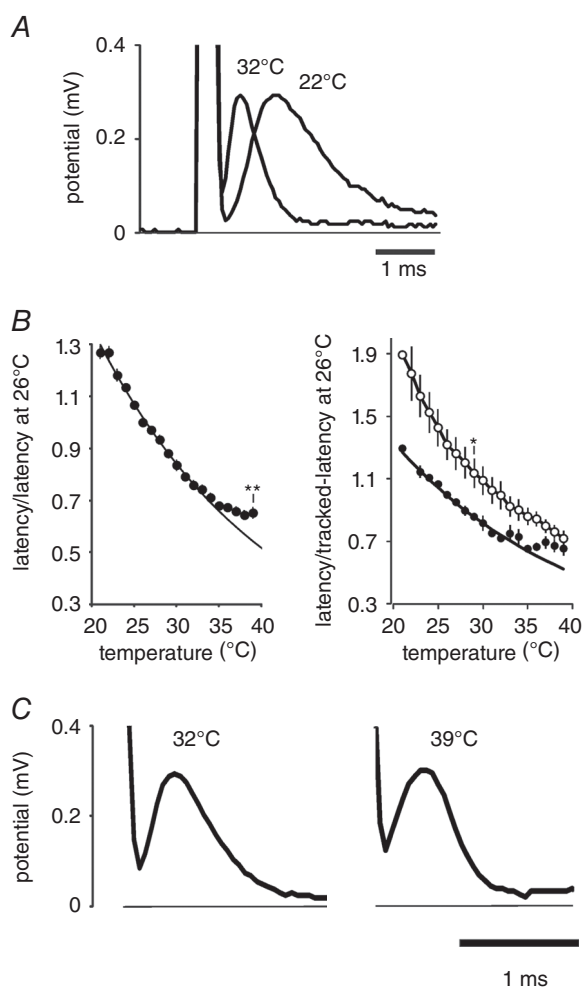 A
potential (mV)
0.4
0.2
0
32°C
22°C
1 ms
B
latency/latency at 26°C
1.3
1.1
0.9
0.7
0.5
0.3
**
20 25 30 35 40
temperature (°C)
latency/tracked-latency at 26°C
1.9
1.5
1.1
0.7
0.3
*
20 25 30 35 40
temperature (°C)
C
potential (mV)
0.4
0.2
0
32°C
39°C
1 ms